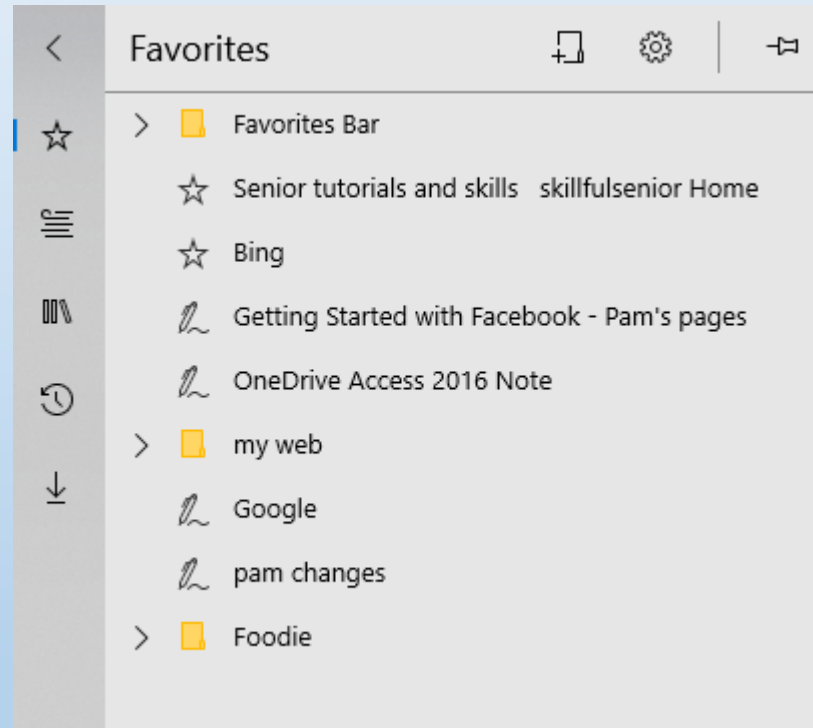 Favorites
Favorites Bar
Senior tutorials and skills   skillfulsenior Home
Bing
Getting Started with Facebook - Pam's pages
OneDrive Access 2016 Note
my web
Google
pam changes
Foodie